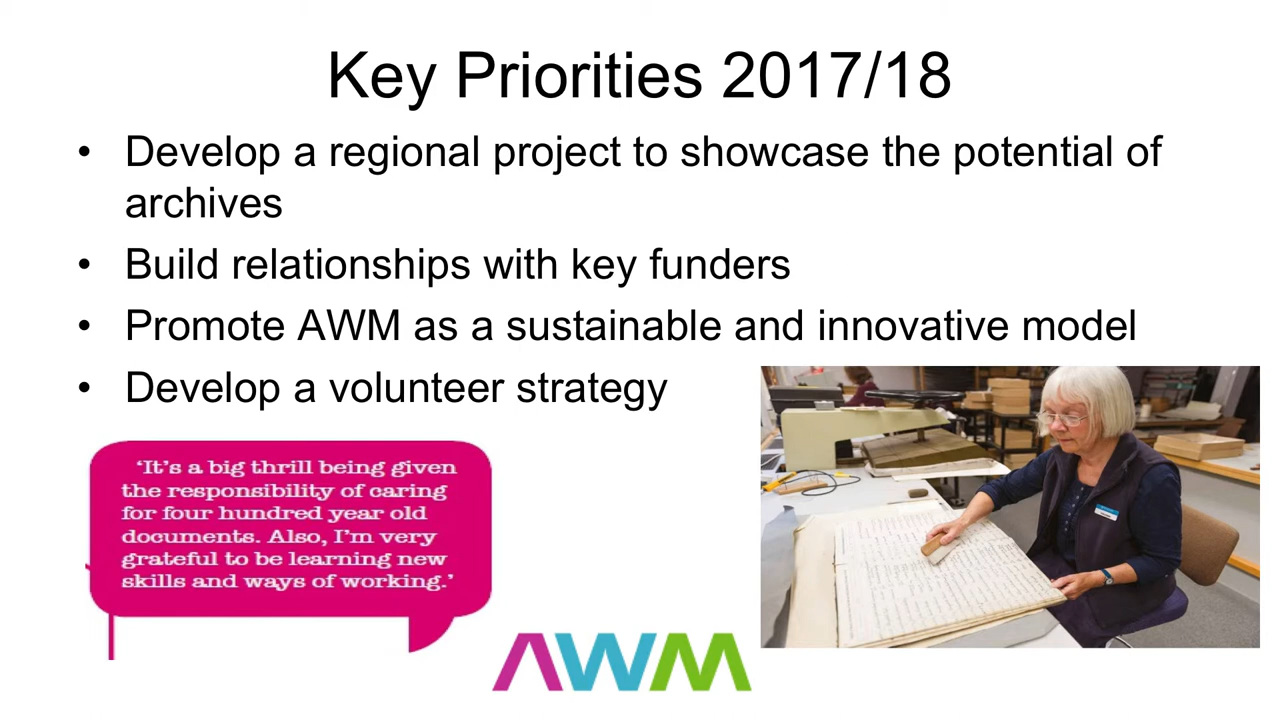 Key Priorities 2017/18
• Develop a regional project to showcase the potential of
archives
• Build relationships with key funders
• Promote AWM as a sustainable and innovative model
• Develop a volunteer strategy
‘It’s a big thrill being given
the responsibility of caring
for four hundred year old
documents. Also, I’m very
grateful to be learning new
skills and ways of working.’
AWM